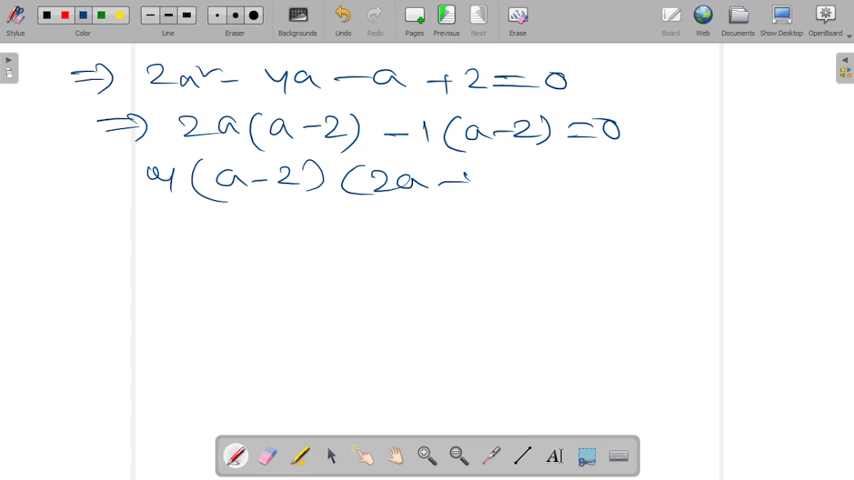 Stylus
Color
Line
Eraser
Backgrounds
Undo
Redo
Pages
Previous
Next
Erase
Board
Web
Documents
Show Desktop
OpenBoard
⇒ 2a² - 4a - a + 2 = 0
⇒ 2a(a-2) - 1(a-2) = 0
or (a-2) (2a -